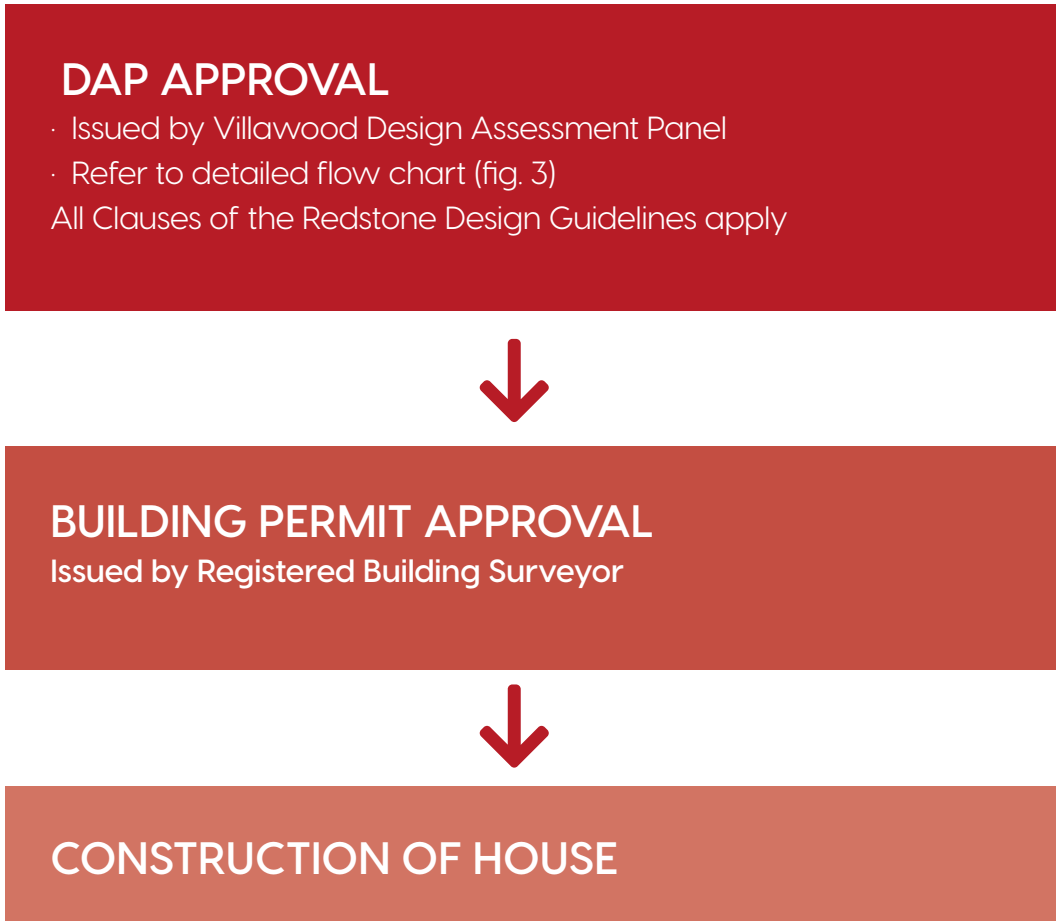 DAP APPROVAL
· Issued by Villawood Design Assessment Panel
· Refer to detailed flow chart (fig. 3)
All Clauses of the Redstone Design Guidelines apply
BUILDING PERMIT APPROVAL
Issued by Registered Building Surveyor
CONSTRUCTION OF HOUSE